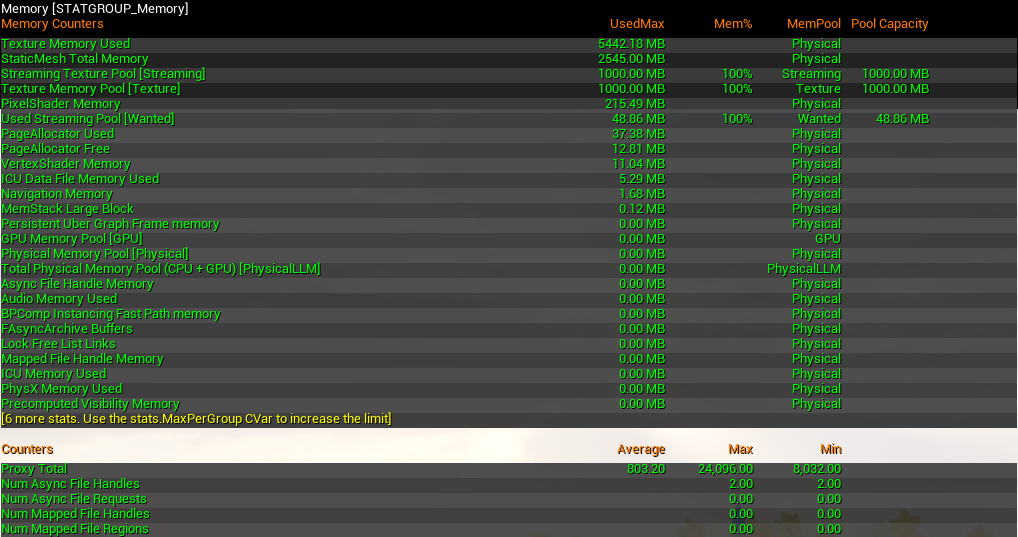 Memory [STATGROUP_Memory]
Memory Counters UsedMax Mem% MemPool Pool Capacity
Texture Memory Used 5442.18 MB Physical
StaticMesh Total Memory 2545.00 MB Physical
Streaming Texture Pool [Streaming] 1000.00 MB 100% Streaming 1000.00 MB
Texture Memory Pool [Texture] 1000.00 MB 100% Texture 1000.00 MB
PixelShader Memory 215.49 MB Physical
Used Streaming Pool [Wanted] 48.86 MB 100% Wanted 48.86 MB
PageAllocator Used 37.38 MB Physical
PageAllocator Free 12.81 MB Physical
VertexShader Memory 11.04 MB Physical
ICU Data File Memory Used 5.29 MB Physical
Navigation Memory 1.68 MB Physical
MemStack Large Block 0.12 MB Physical
Persistent Uber Graph Frame memory 0.00 MB Physical
GPU Memory Pool [GPU] 0.00 MB GPU
Physical Memory Pool [Physical] 0.00 MB Physical
Total Physical Memory Pool (CPU + GPU) [PhysicalLLM] 0.00 MB PhysicalLLM
Async File Handle Memory 0.00 MB Physical
Audio Memory Used 0.00 MB Physical
BPComp Instancing Fast Path memory 0.00 MB Physical
FAsyncArchive Buffers 0.00 MB Physical
Lock Free List Links 0.00 MB Physical
Mapped File Handle Memory 0.00 MB Physical
ICU Memory Used 0.00 MB Physical
PhysX Memory Used 0.00 MB Physical
Precomputed Visibility Memory 0.00 MB Physical
[6 more stats. Use the stats.MaxPerGroup CVar to increase the limit]
Counters Average Max Min
Proxy Total 803.20 24,096.00 8,032.00
Num Async File Handles 2.00 2.00
Num Async File Requests 0.00 0.00
Num Mapped File Handles 0.00 0.00
Num Mapped File Regions 0.00 0.00